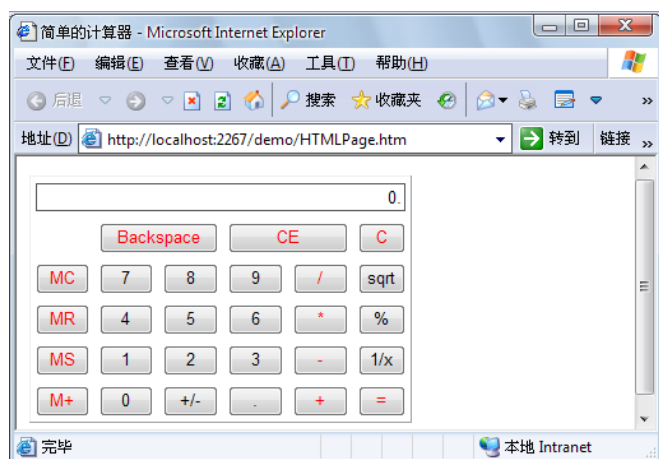 简单的计算器 - Microsoft Internet Explorer
文件(F) 编辑(E) 查看(V) 收藏(A) 工具(T) 帮助(H)
后退 搜索 收藏夹 »
地址(D) http://localhost:2267/demo/HTMLPage.htm 转到 链接 »
0.
Backspace CE C
MC 7 8 9 / sqrt
MR 4 5 6 * %
MS 1 2 3 - 1/x
M+ 0 +/- . + =
完毕 本地 Intranet